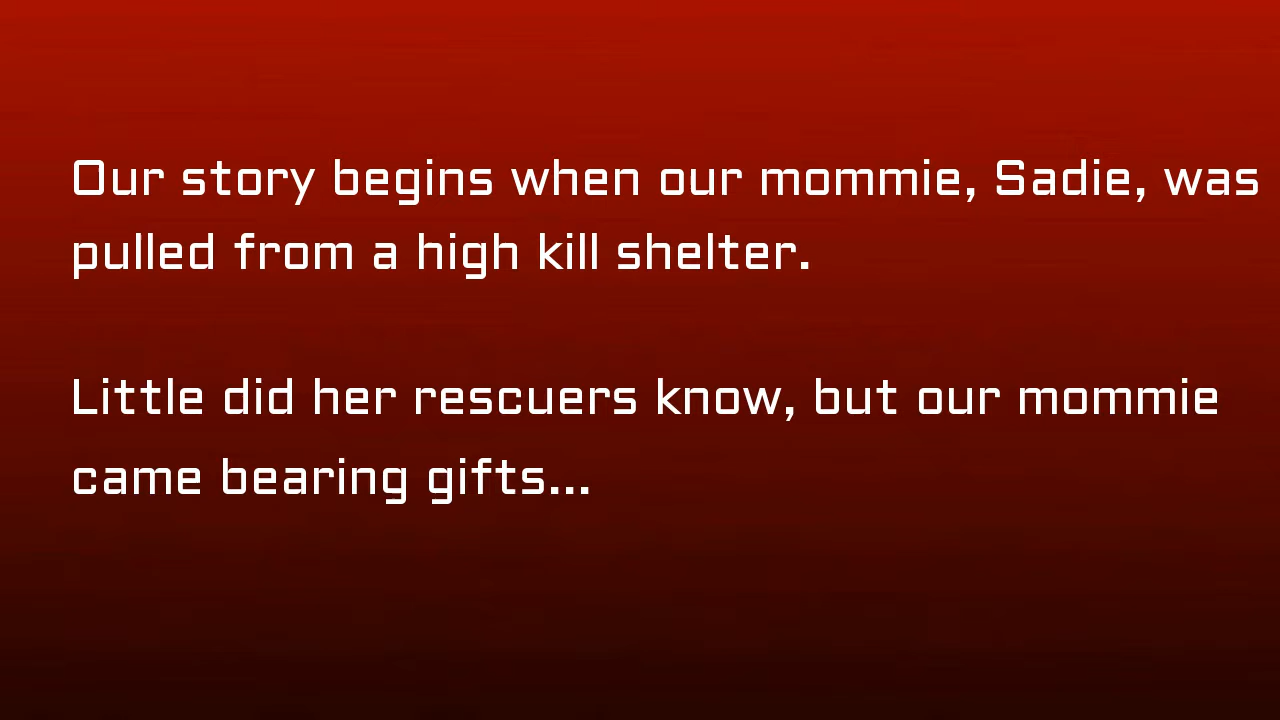 Our story begins when our mommie, Sadie, was
pulled from a high kill shelter.
Little did her rescuers know, but our mommie
came bearing gifts...